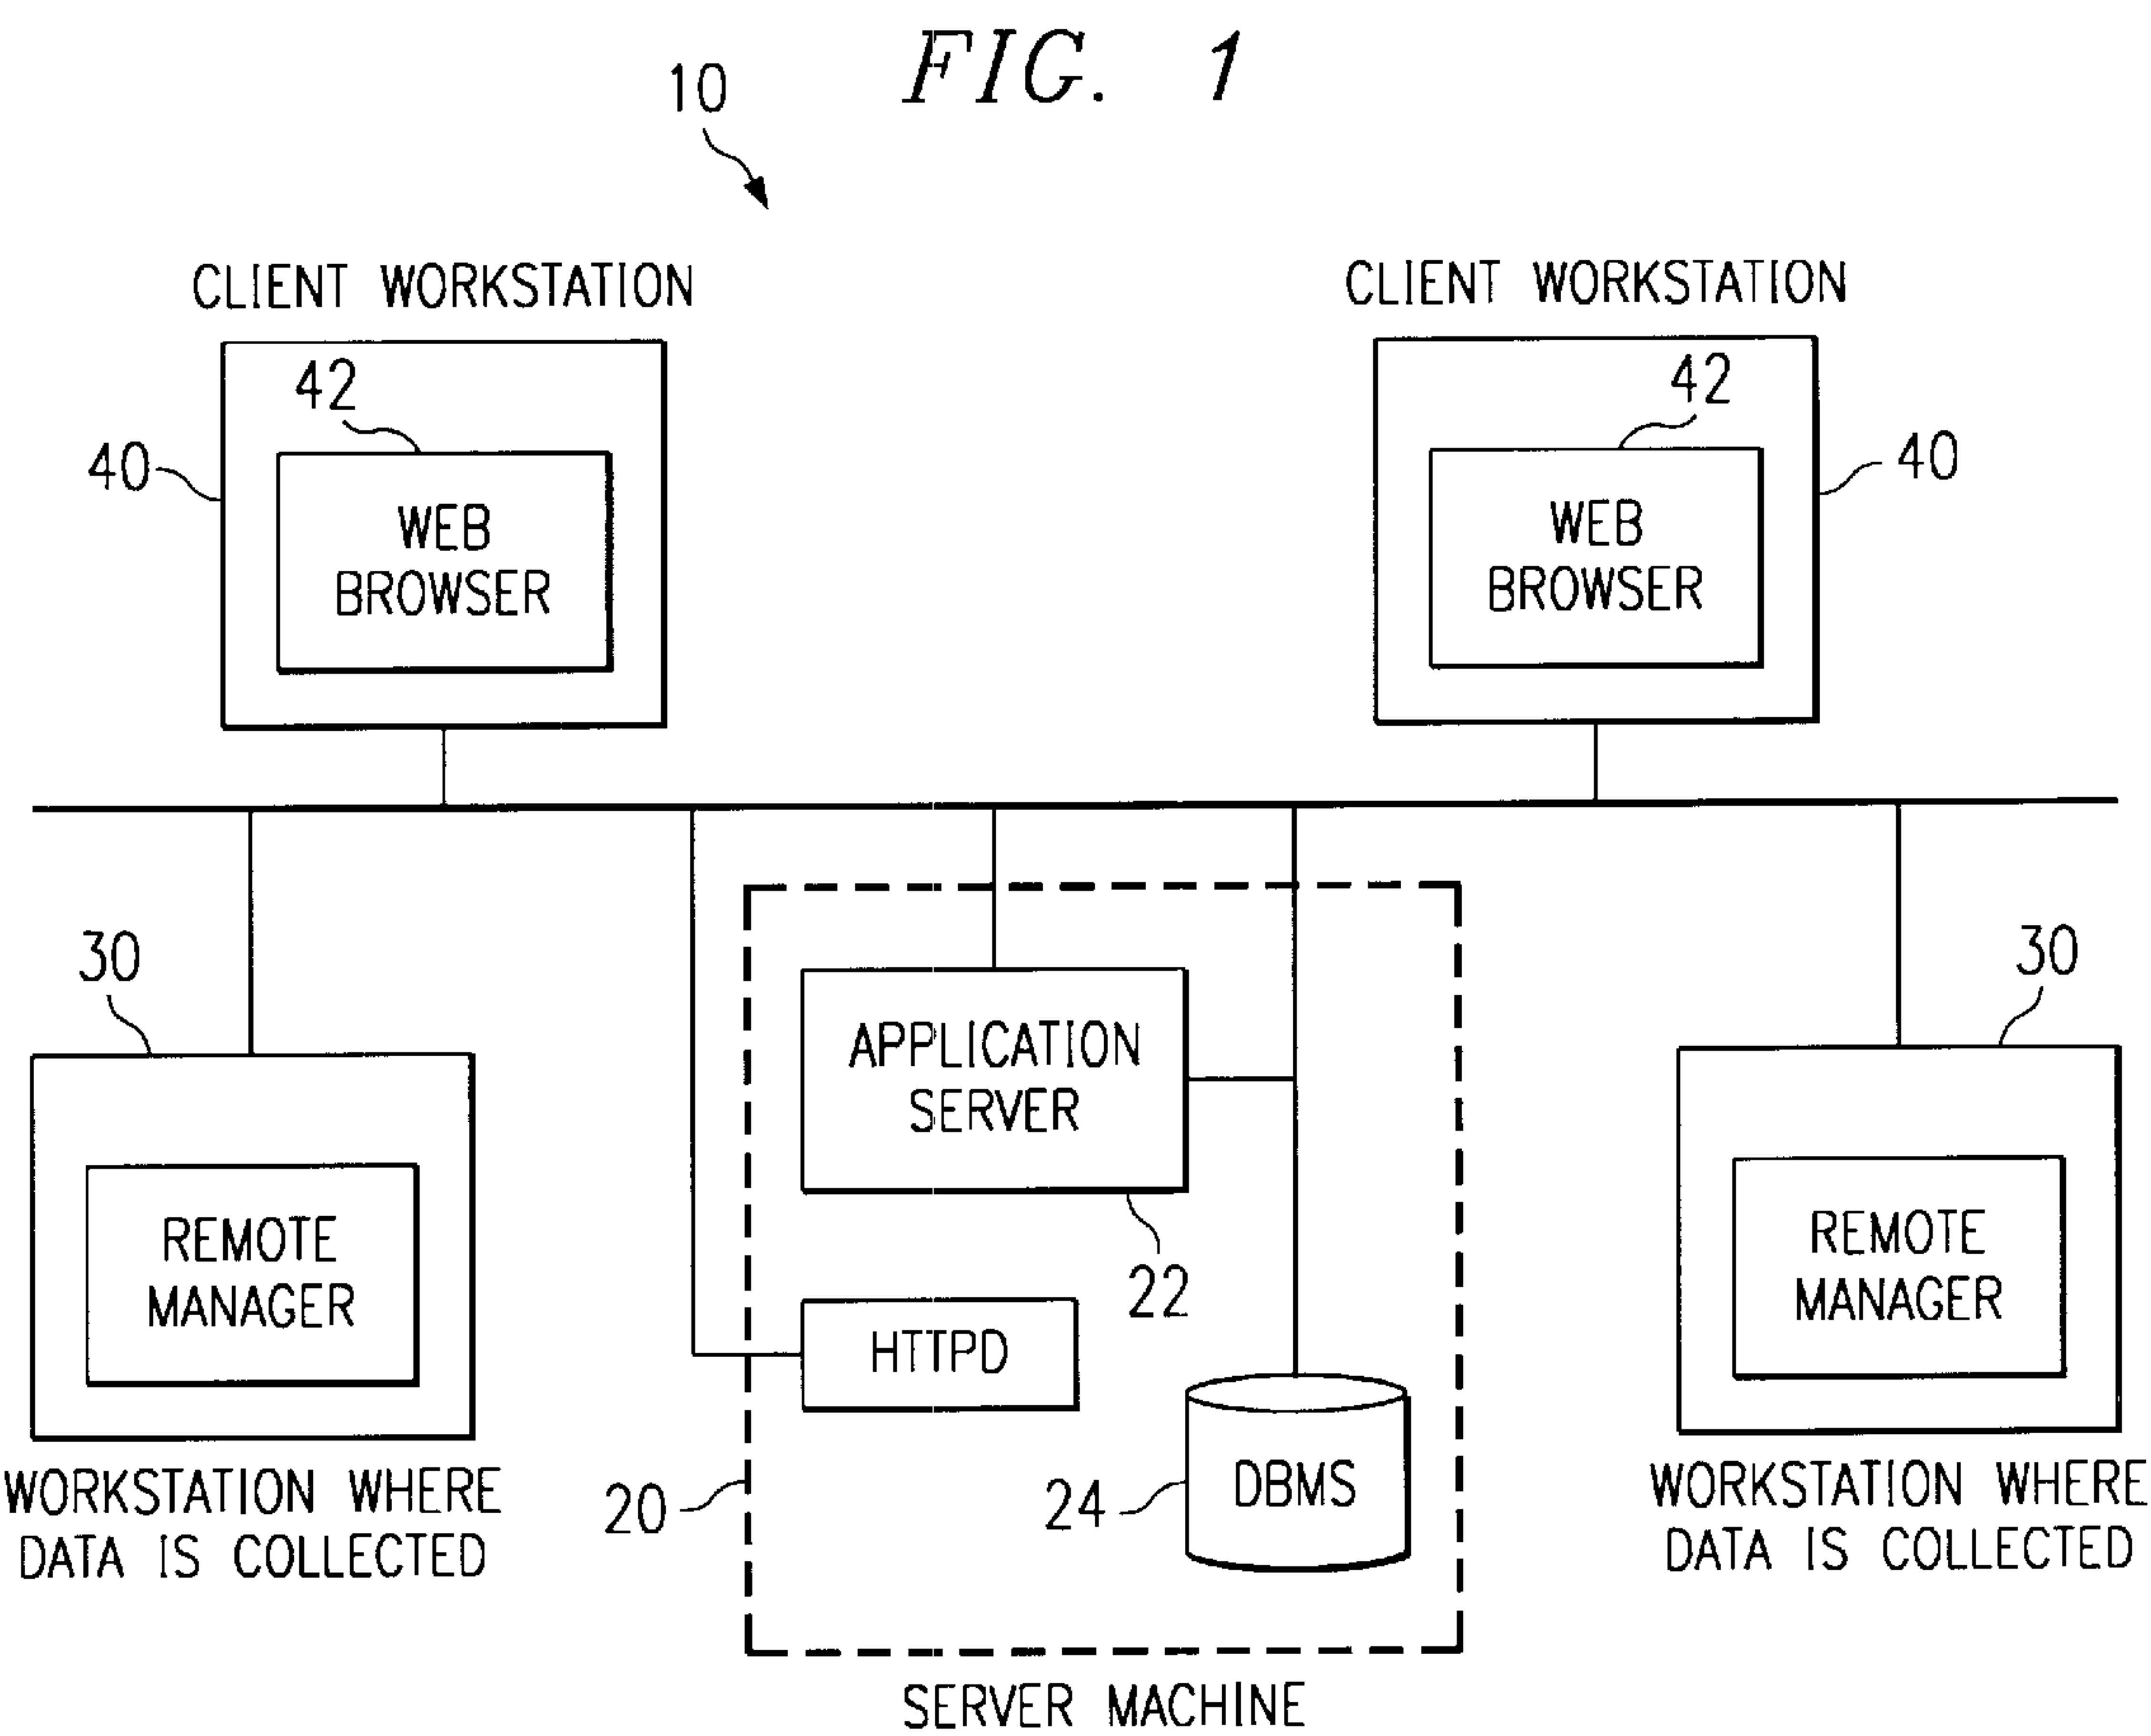 FIG. 1
10
CLIENT WORKSTATION
42
40
WEB
BROWSER
CLIENT WORKSTATION
42
40
WEB
BROWSER
30
REMOTE
MANAGER
WORKSTATION WHERE
DATA IS COLLECTED
APPLICATION
SERVER
22
HTTPD
24
DBMS
20
SERVER MACHINE
30
REMOTE
MANAGER
WORKSTATION WHERE
DATA IS COLLECTED